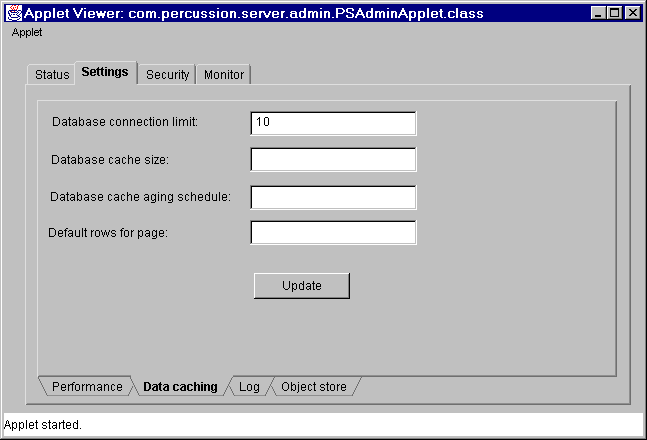 Applet Viewer: com.percussion.server.admin.PSAdminApplet.class
Applet
Status Settings Security Monitor
Database connection limit: 10
Database cache size:
Database cache aging schedule:
Default rows for page:
Update
Performance Data caching Log Object store
Applet started.